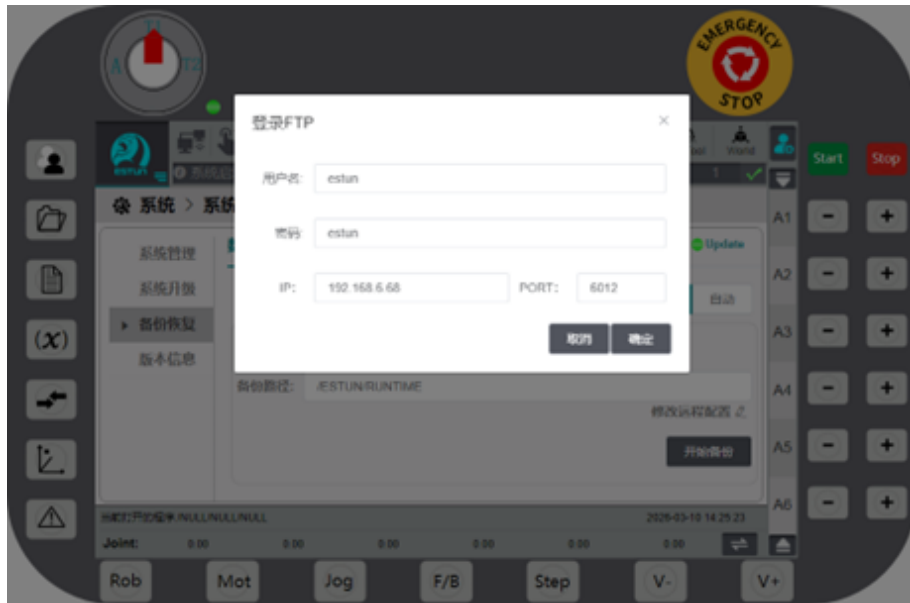 T1
A
T2
EMERGENCY
STOP
登录FTP
×
ESTUN
World
Start
Stop
用户名:
estun
1
系统 > 系统
A1
-
+
密码:
estun
系统管理
Update
IP:
192.168.6.68
PORT:
6012
A2
-
+
系统升级
自动
备份恢复
取消
确定
A3
-
+
(x)
版本信息
备份路径:
/ESTUN/RUNTIME
A4
-
+
修改远程配置
开始备份
A5
-
+
A6
-
+
当前打开的程序:/NULL/NULL/NULL
2026-03-10 14:25:23
Joint:
0.00
0.00
0.00
0.00
0.00
0.00
Rob
Mot
Jog
F/B
Step
V-
V+